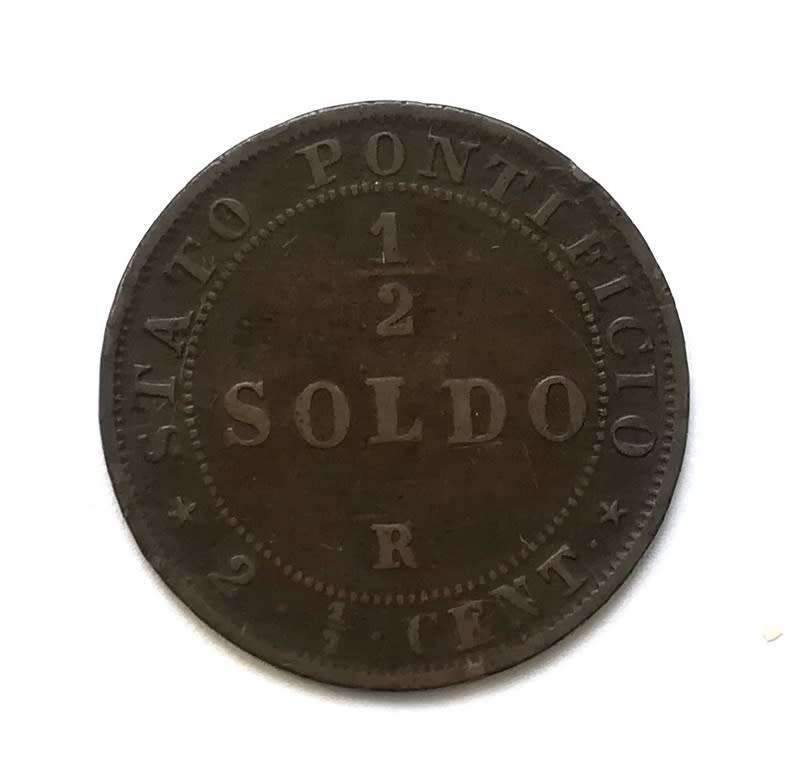 STATO PONTIFICIO
1/2
SOLDO
R
* 2 · 1/2 · CENT · *